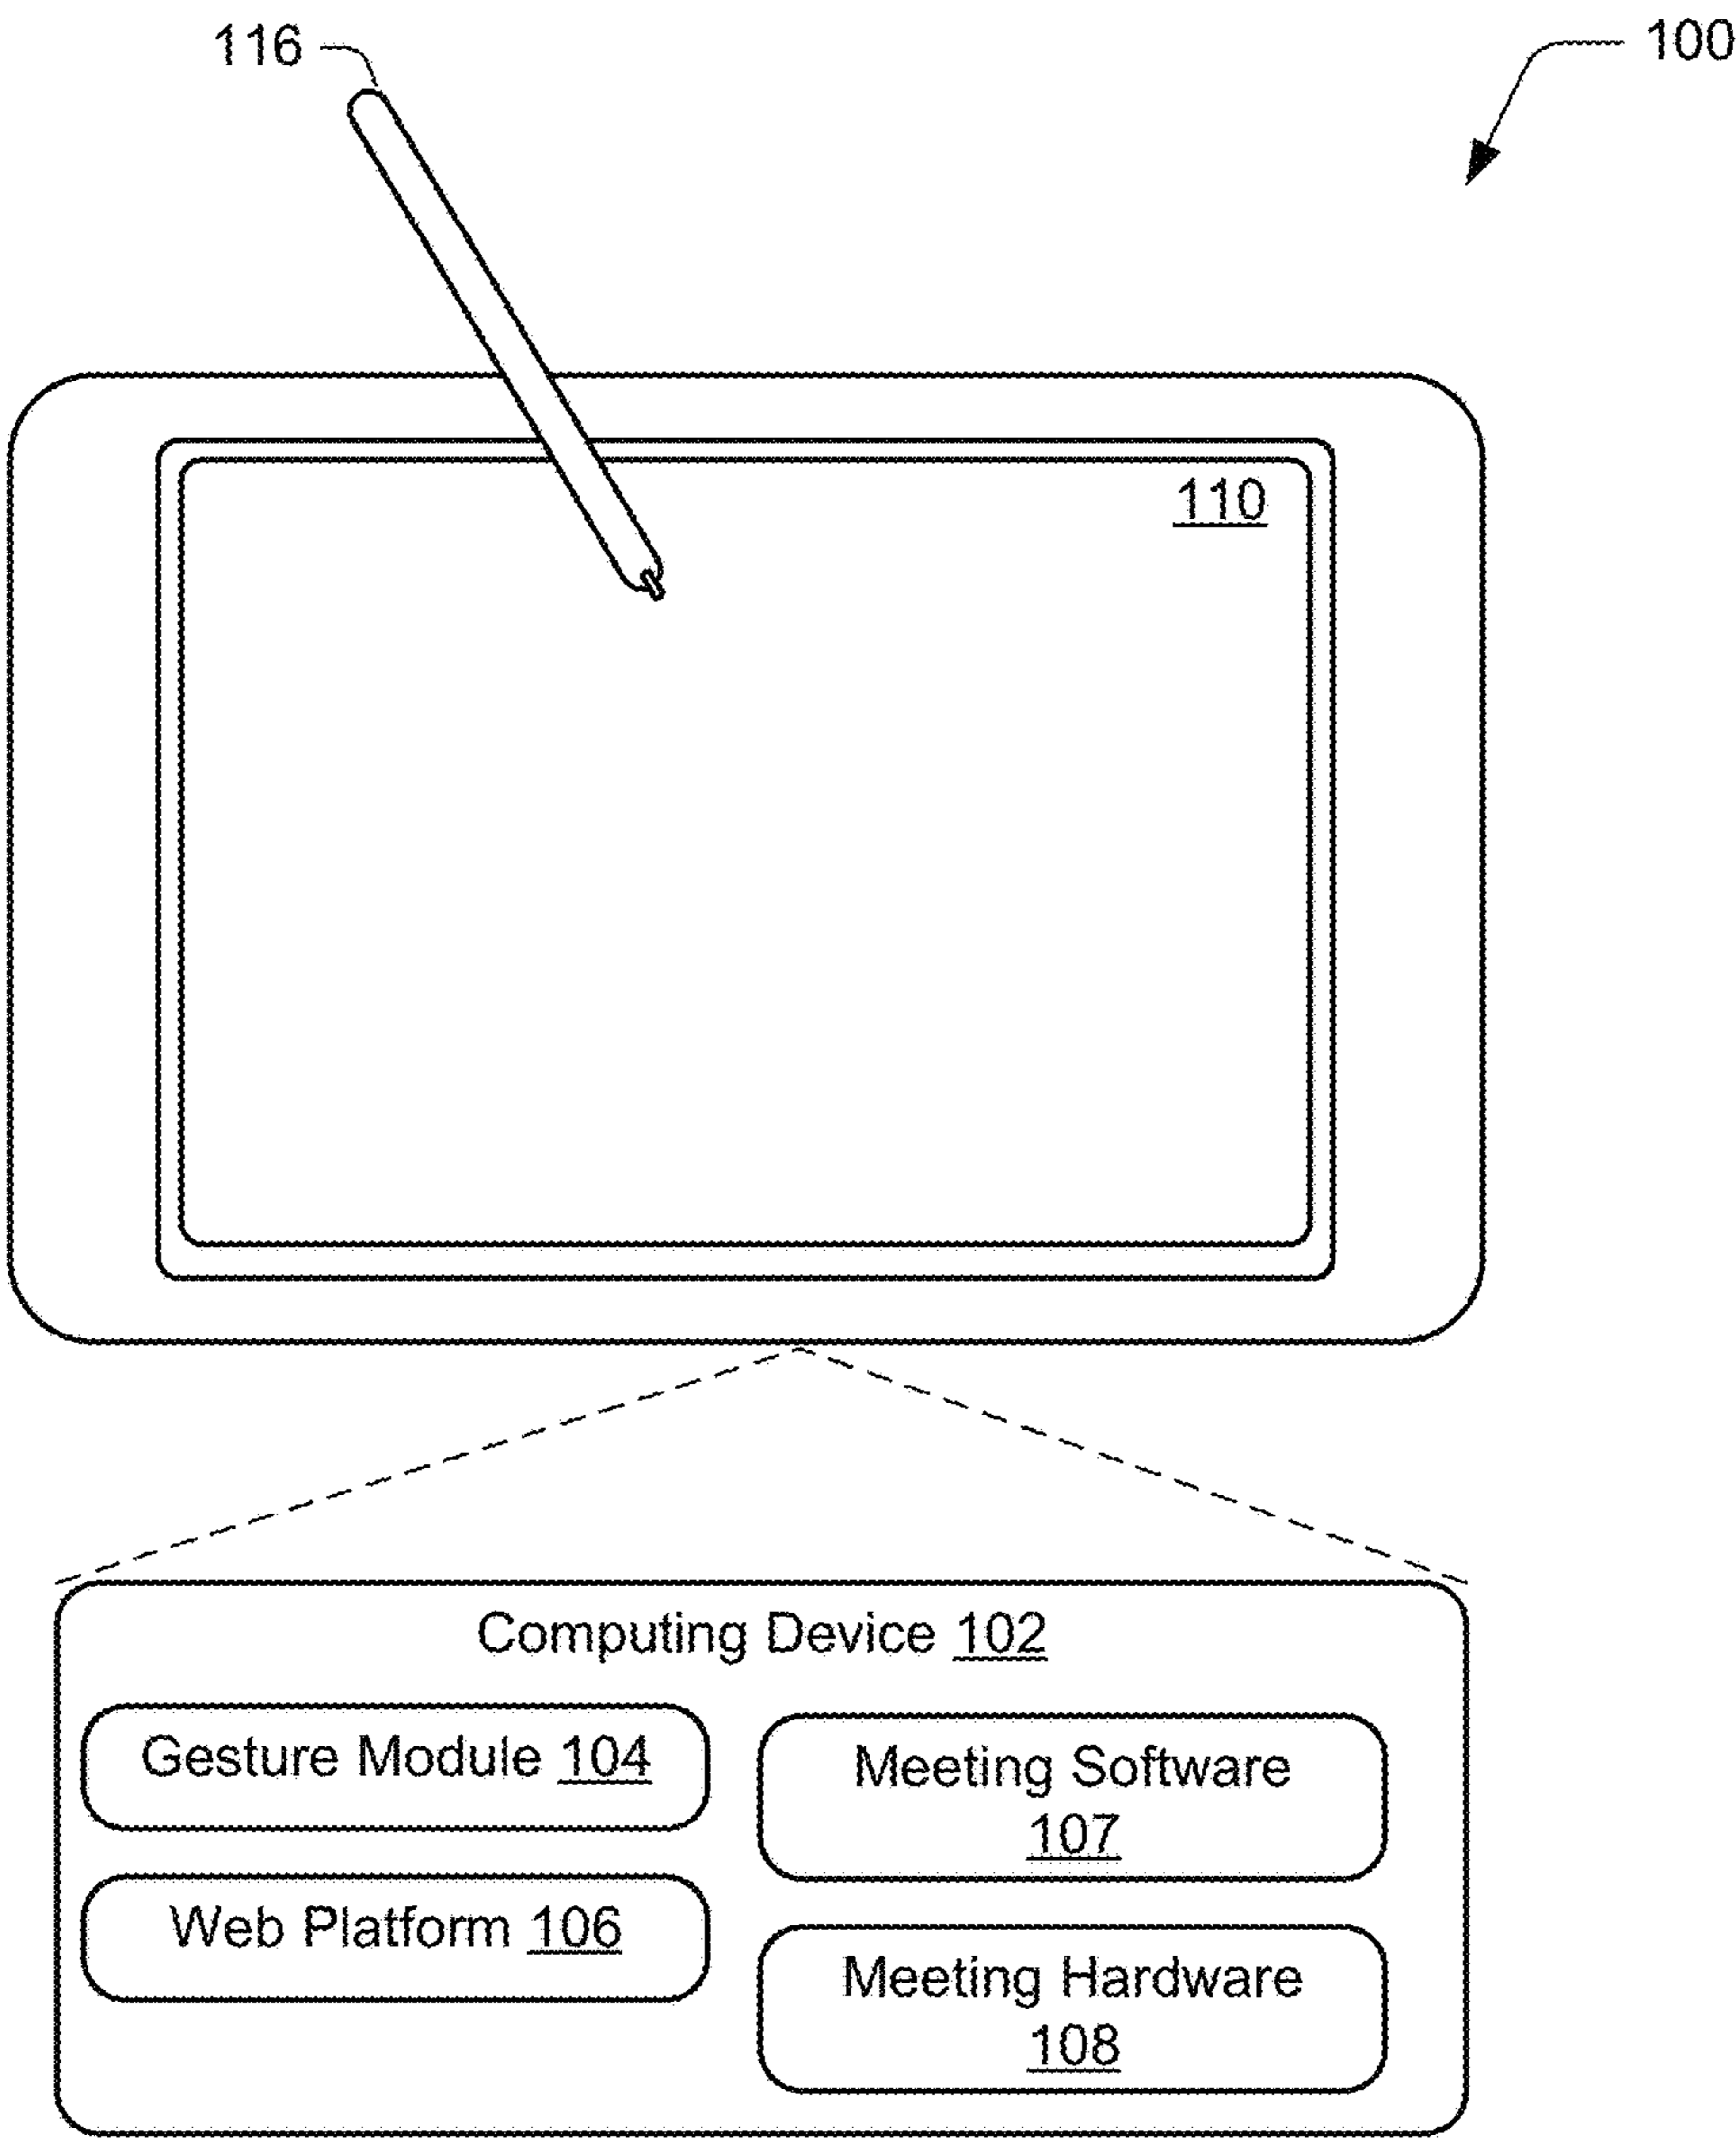 116
100
110
Computing Device 102
Gesture Module 104
Meeting Software
107
Web Platform 106
Meeting Hardware
108